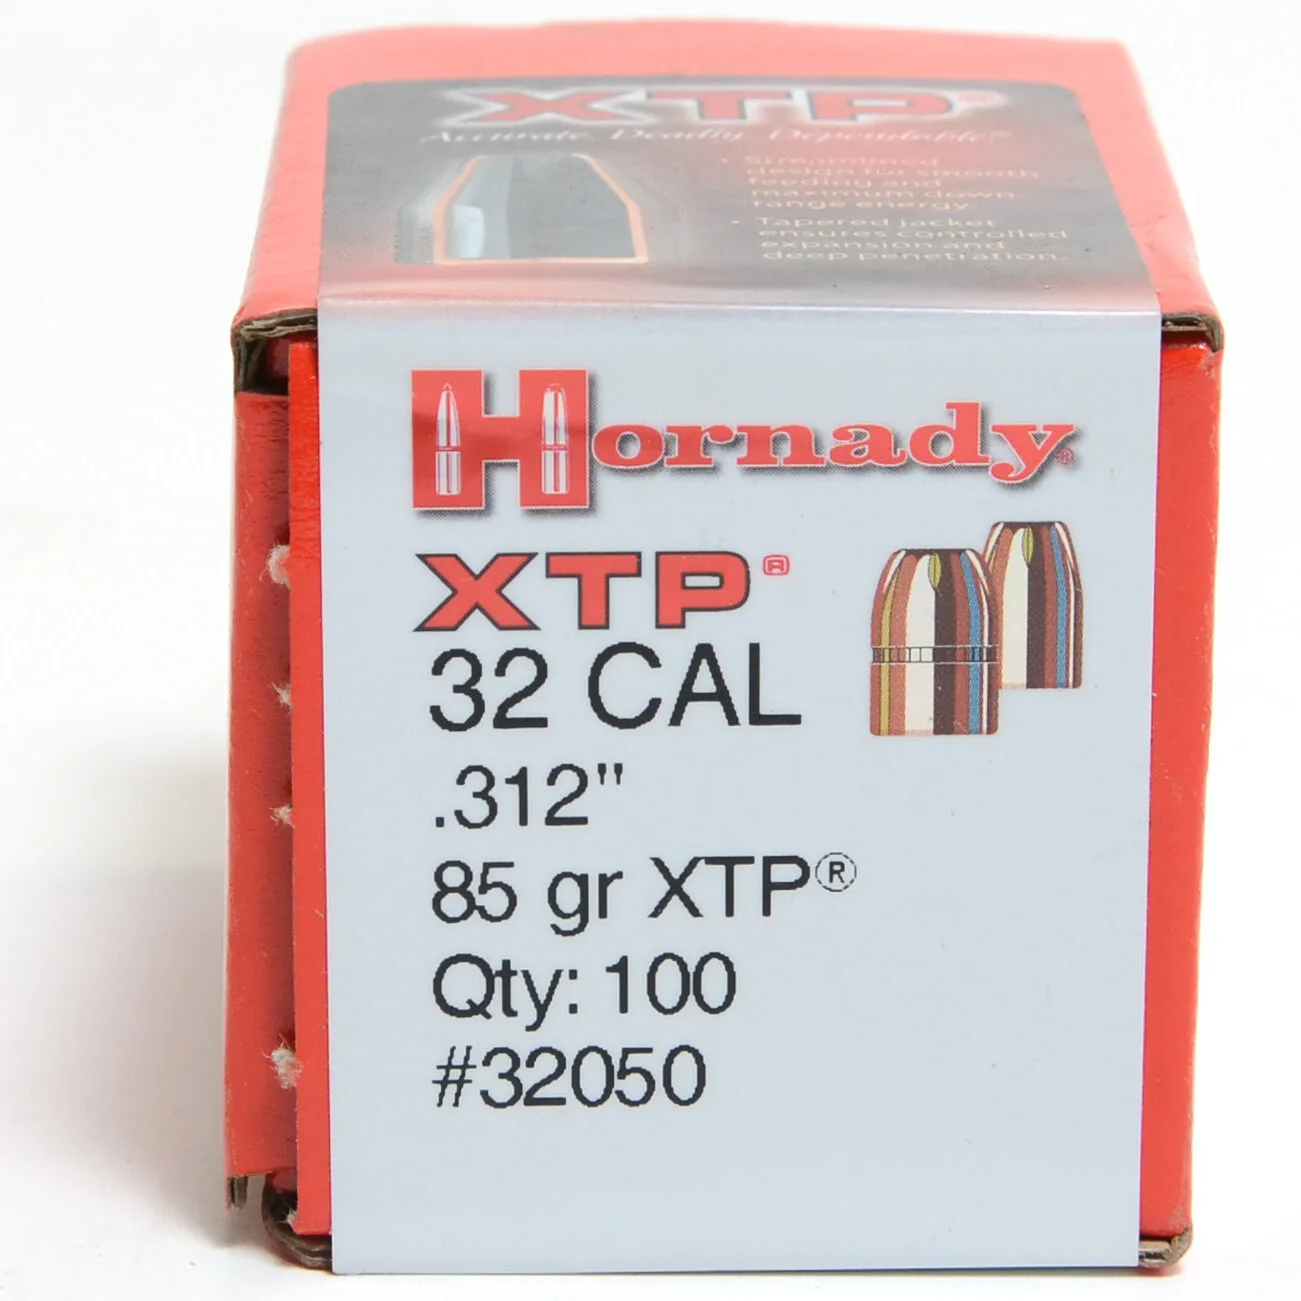 XTP®
Accurate. Deadly. Dependable.®
• Streamlined
design for smooth
feeding and
maximum down-
range energy
• Tapered jacket
ensures controlled
expansion and
deep penetration.
Hornady®
XTP®
32 CAL
.312"
85 gr XTP®
Qty: 100
#32050